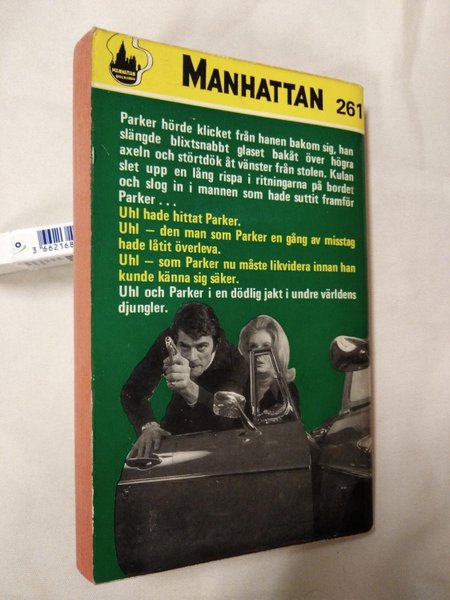 MANHATTAN
MANHATTAN
261
Parker hörde klicket från hanen bakom sig, han
slängde blixtsnabbt glaset bakåt över högra
axeln och störtdök åt vänster från stolen. Kulan
slet upp en lång rispa i ritningarna på bordet
och slog in i mannen som hade suttit framför
Parker . . .
Uhl hade hittat Parker.
Uhl – den man som Parker en gång av misstag
hade låtit överleva.
Uhl – som Parker nu måste likvidera innan han
kunde känna sig säker.
Uhl och Parker i en dödlig jakt i undre världens
djungler.
3 662168